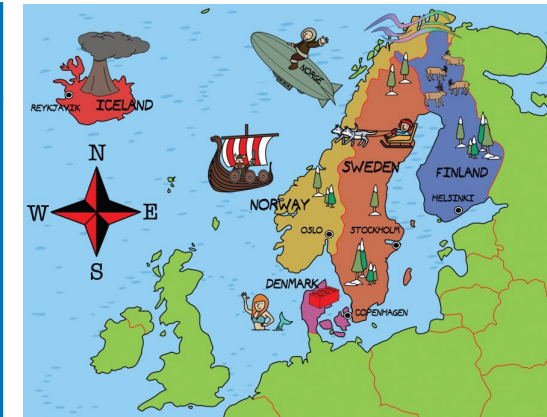 NORGE
REYKJAVIK
ICELAND
N
W
E
S
SWEDEN
FINLAND
NORWAY
HELSINKI
OSLO
STOCKHOLM
DENMARK
COPENHAGEN